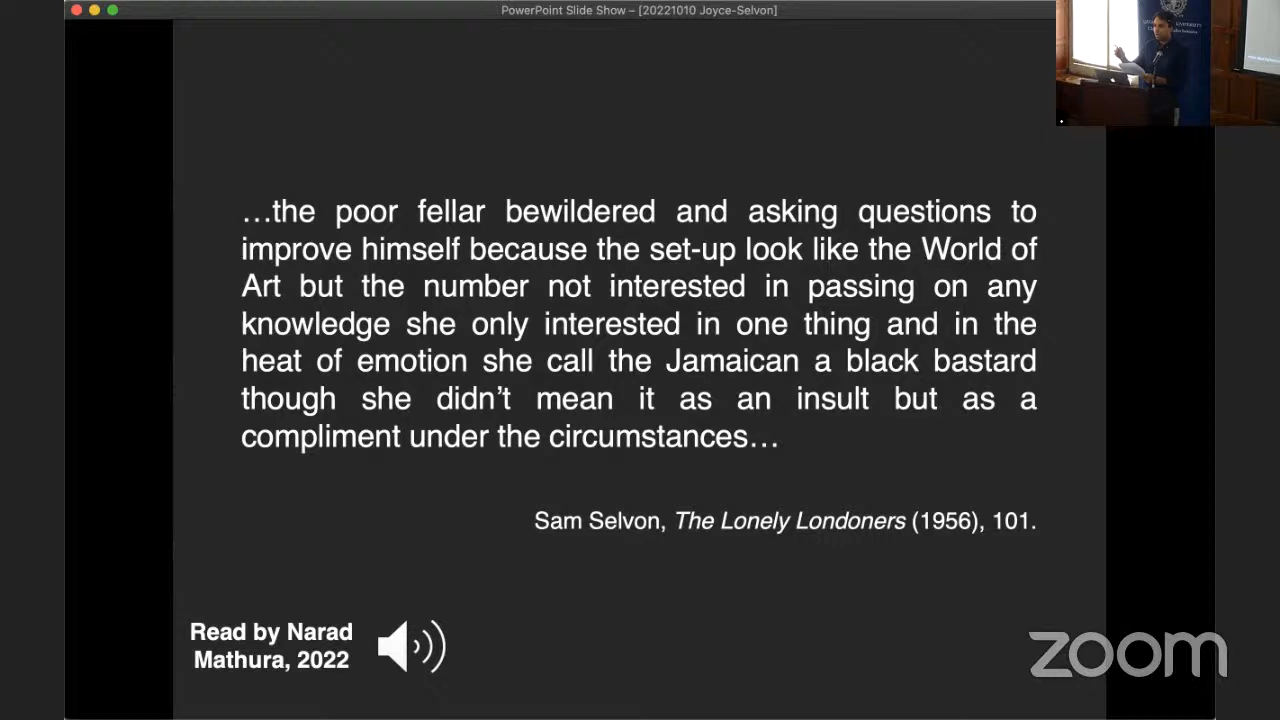 PowerPoint Slide Show – [20221010 Joyce-Selvon]
…the poor fellar bewildered and asking questions to
improve himself because the set-up look like the World of
Art but the number not interested in passing on any
knowledge she only interested in one thing and in the
heat of emotion she call the Jamaican a black bastard
though she didn’t mean it as an insult but as a
compliment under the circumstances…
Sam Selvon, The Lonely Londoners (1956), 101.
Read by Narad
Mathura, 2022
zoom